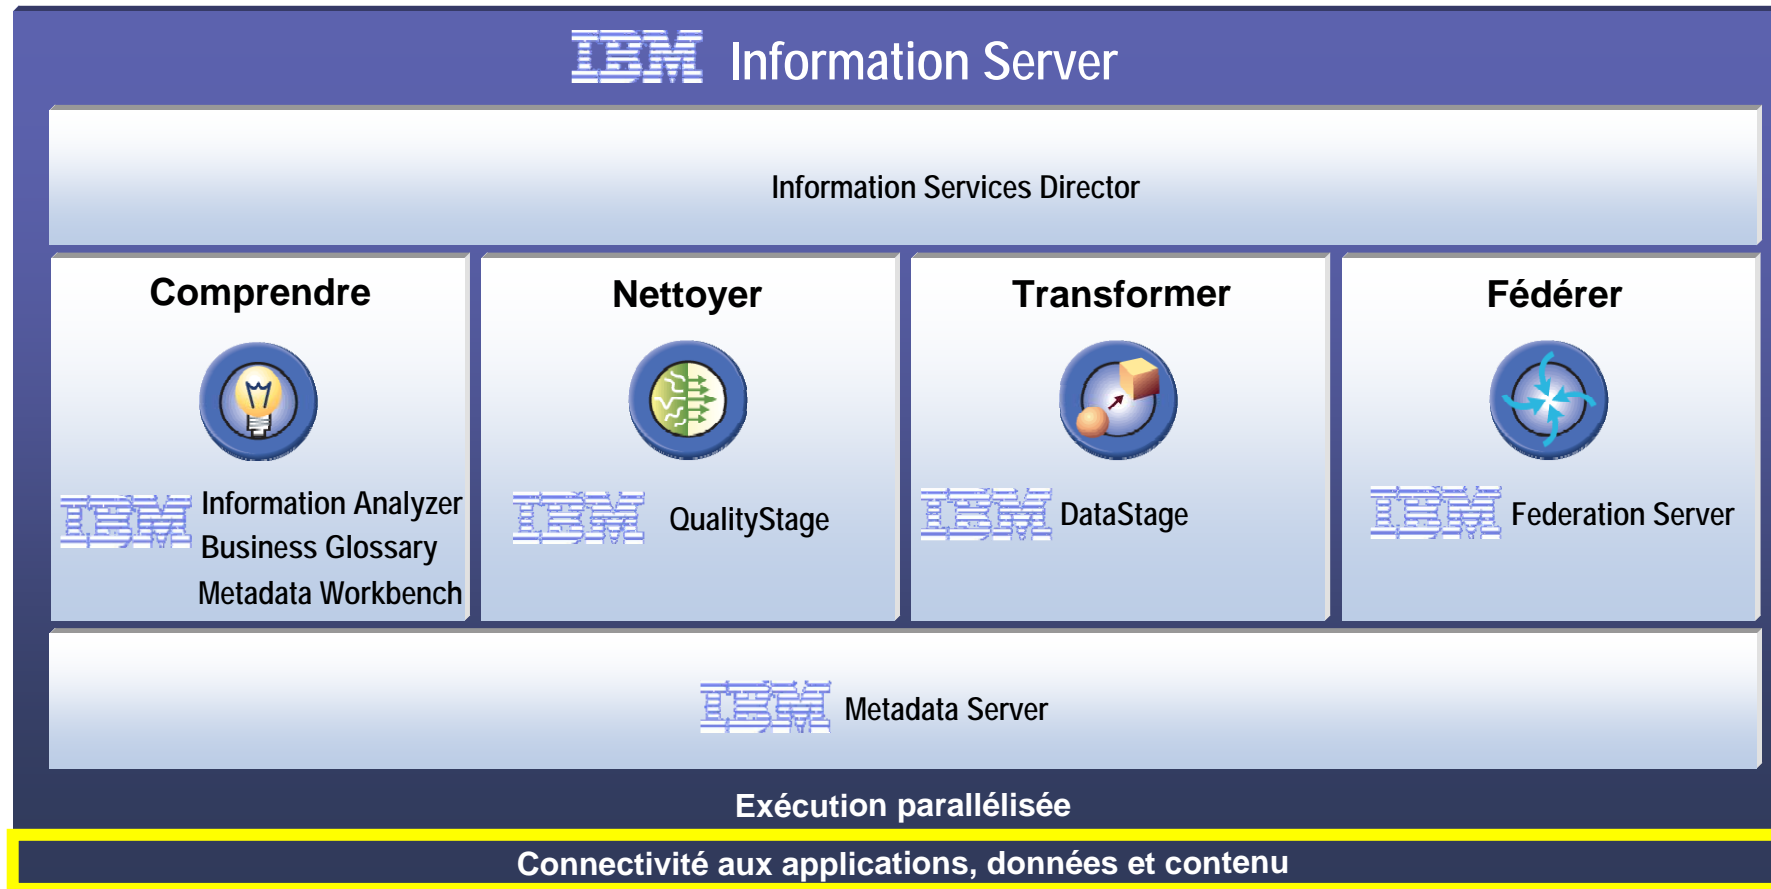 IBM Information Server
Information Services Director
Comprendre
IBM Information Analyzer
Business Glossary
Metadata Workbench
Nettoyer
IBM QualityStage
Transformer
IBM DataStage
Fédérer
IBM Federation Server
IBM Metadata Server
Exécution parallélisée
Connectivité aux applications, données et contenu